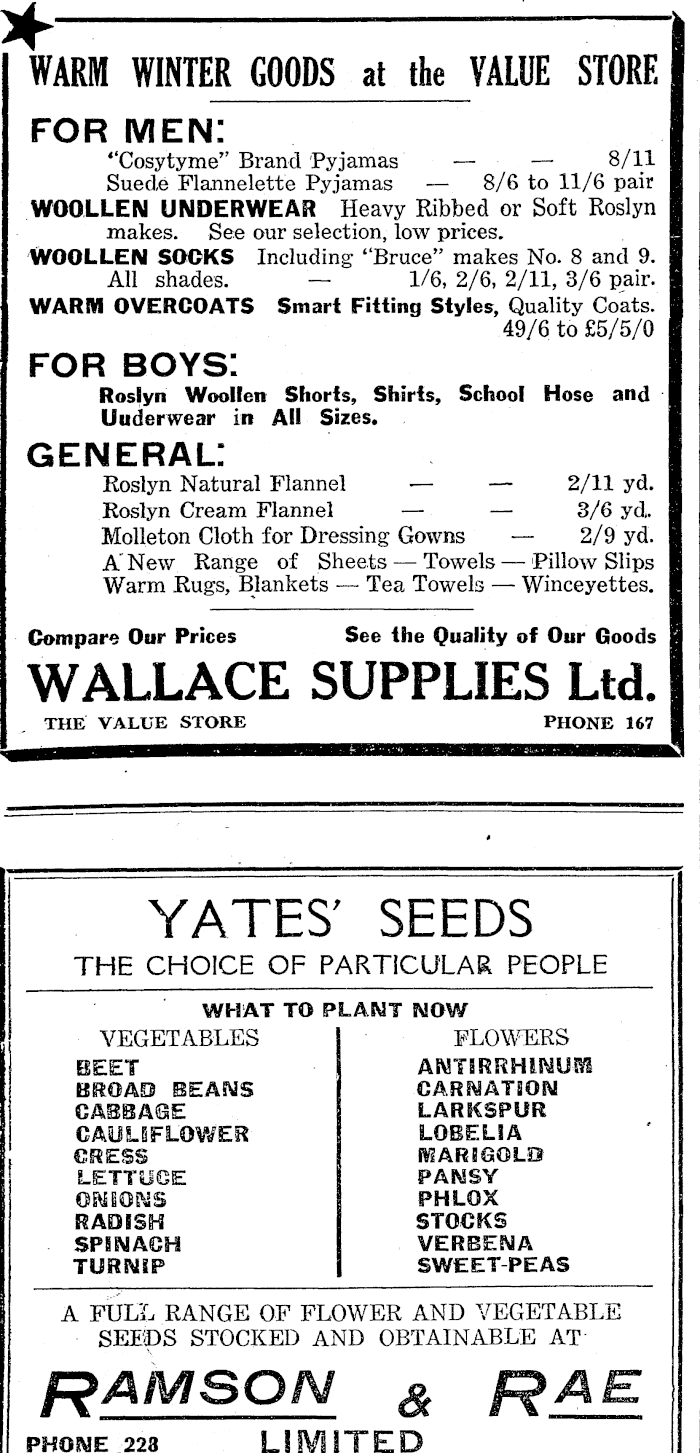 WARM WINTER GOODS at the VALUE STORE
FOR MEN:
"Cosytyme" Brand Pyjamas — — 8/11
Suede Flannelette Pyjamas — 8/6 to 11/6 pair
WOOLLEN UNDERWEAR Heavy Ribbed or Soft Roslyn
makes. See our selection, low prices.
WOOLLEN SOCKS Including "Bruce" makes No. 8 and 9.
All shades. — 1/6, 2/6, 2/11, 3/6 pair.
WARM OVERCOATS Smart Fitting Styles, Quality Coats.
49/6 to £5/5/0
FOR BOYS:
Roslyn Woollen Shorts, Shirts, School Hose and
Uuderwear in All Sizes.
GENERAL:
Roslyn Natural Flannel — — 2/11 yd.
Roslyn Cream Flannel — — 3/6 yd.
Molleton Cloth for Dressing Gowns — 2/9 yd.
A New Range of Sheets — Towels — Pillow Slips
Warm Rugs, Blankets — Tea Towels — Winceyettes.
Compare Our Prices See the Quality of Our Goods
WALLACE SUPPLIES Ltd.
THE VALUE STORE PHONE 167
YATES' SEEDS
THE CHOICE OF PARTICULAR PEOPLE
WHAT TO PLANT NOW
VEGETABLES
BEET
BROAD BEANS
CABBAGE
CAULIFLOWER
CRESS
LETTUCE
ONIONS
RADISH
SPINACH
TURNIP
FLOWERS
ANTIRRHINUM
CARNATION
LARKSPUR
LOBELIA
MARIGOLD
PANSY
PHLOX
STOCKS
VERBENA
SWEET-PEAS
A FULL RANGE OF FLOWER AND VEGETABLE
SEEDS STOCKED AND OBTAINABLE AT
RAMSON & RAE
PHONE 228 LIMITED